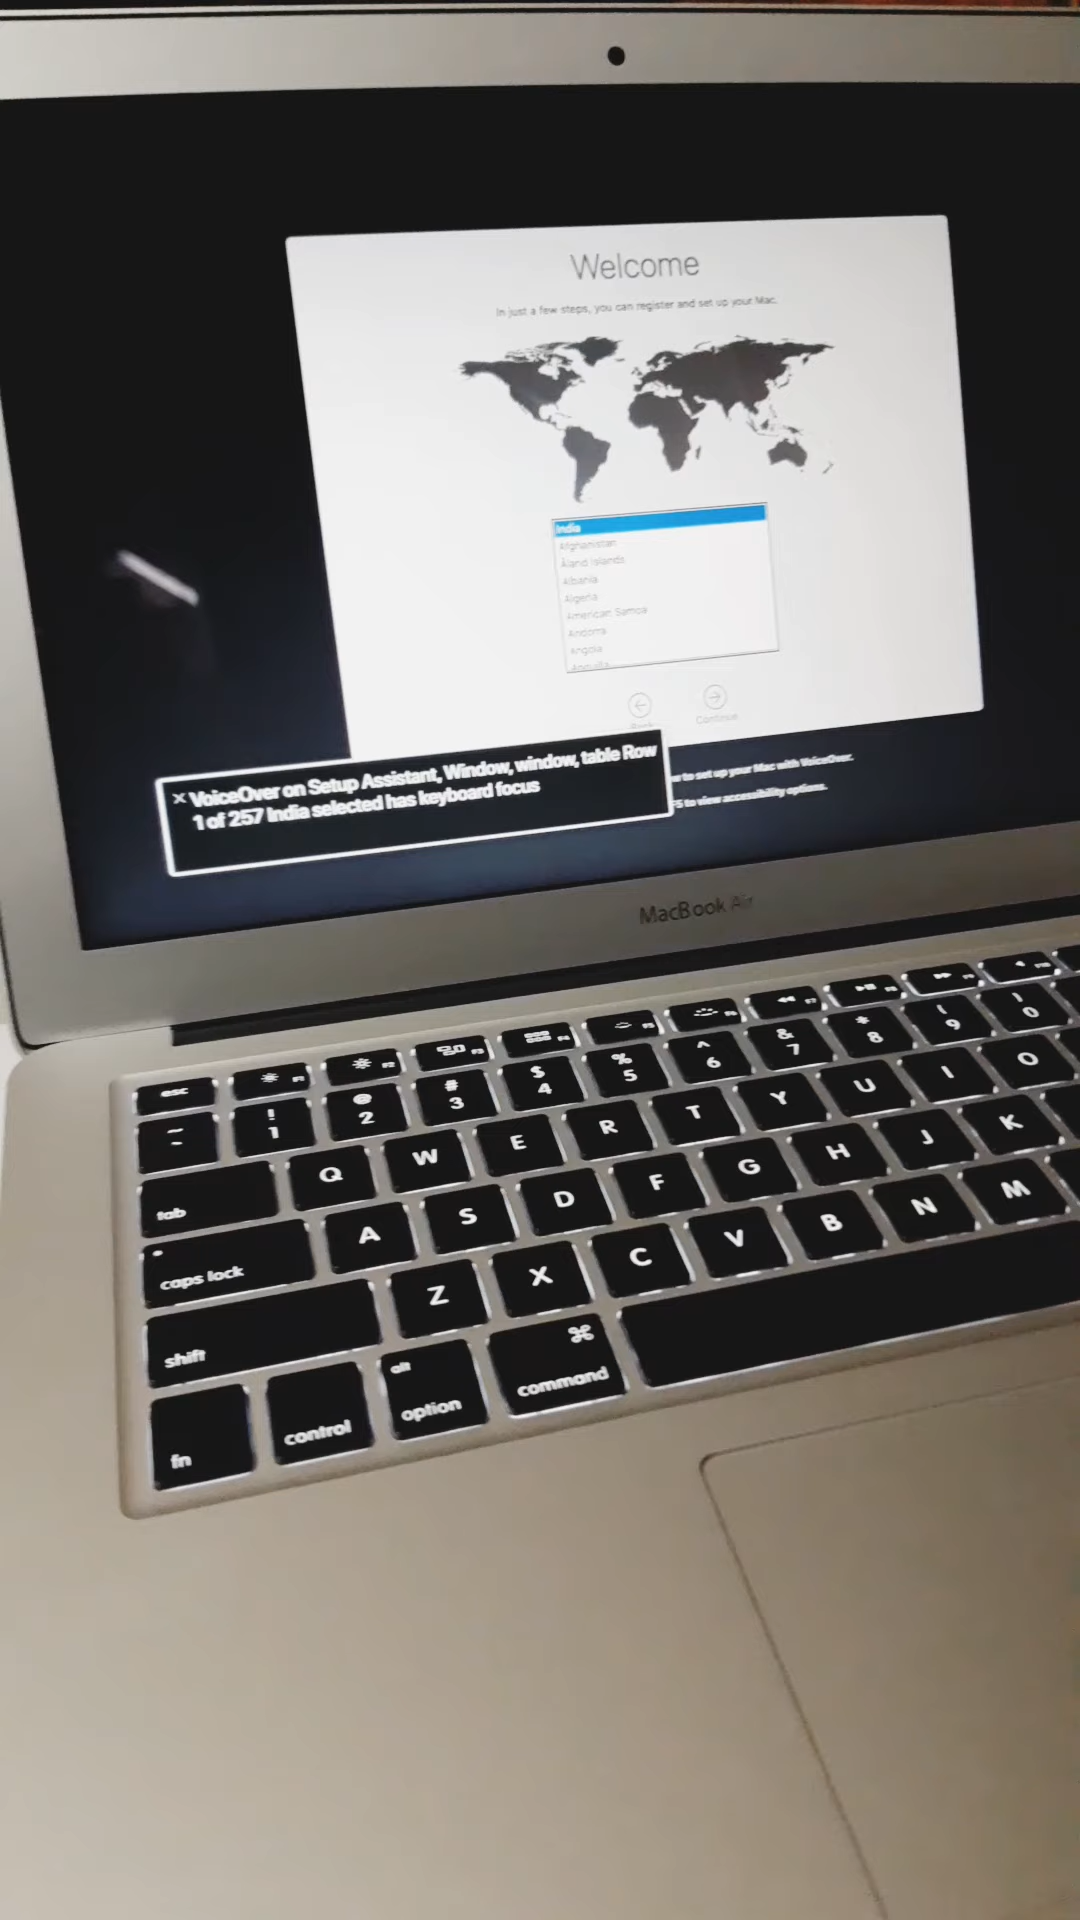 Welcome
In just a few steps, you can register and set up your Mac.
India
Afghanistan
Åland Islands
Albania
Algeria
American Samoa
Andorra
Angola
Anguilla
Back
Continue
to set up your Mac with VoiceOver.
F5 to view accessibility options.
× VoiceOver on Setup Assistant, Window, window, table Row
1 of 257 India selected has keyboard focus
MacBook Air
esc F1 F2 F3 F4 F5 F6 F7 F8 F9 F10
~ ! 1 @ 2 # 3 $ 4 % 5 ^ 6 & 7 * 8 ( 9 ) 0
tab Q W E R T Y U I O
caps lock A S D F G H J K
shift Z X C V B N M
fn control alt option ⌘ command